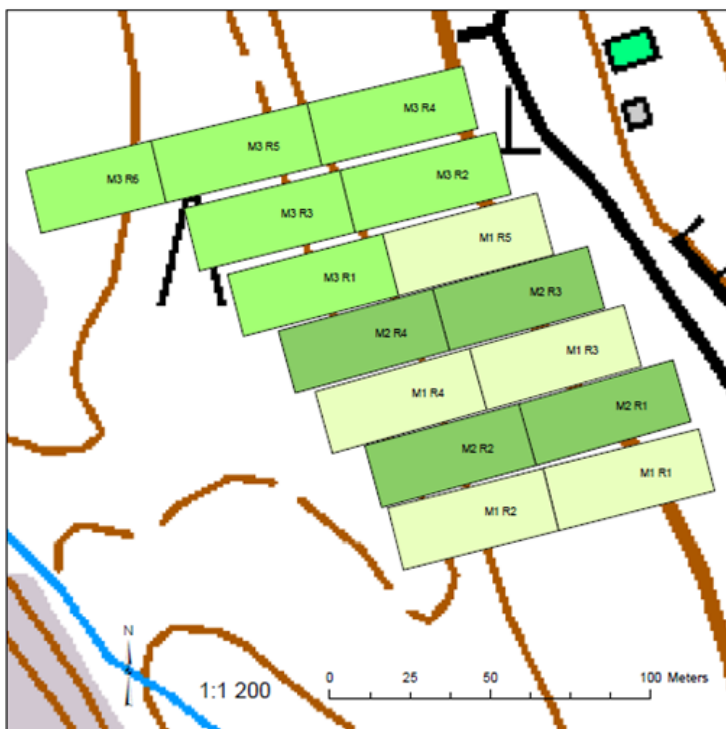 M3 R4
M3 R5
M3 R6
M3 R2
M3 R3
M1 R5
M3 R1
M2 R3
M2 R4
M1 R3
M1 R4
M2 R1
M2 R2
M1 R1
M1 R2
N
1:1 200
0 25 50 100 Meters